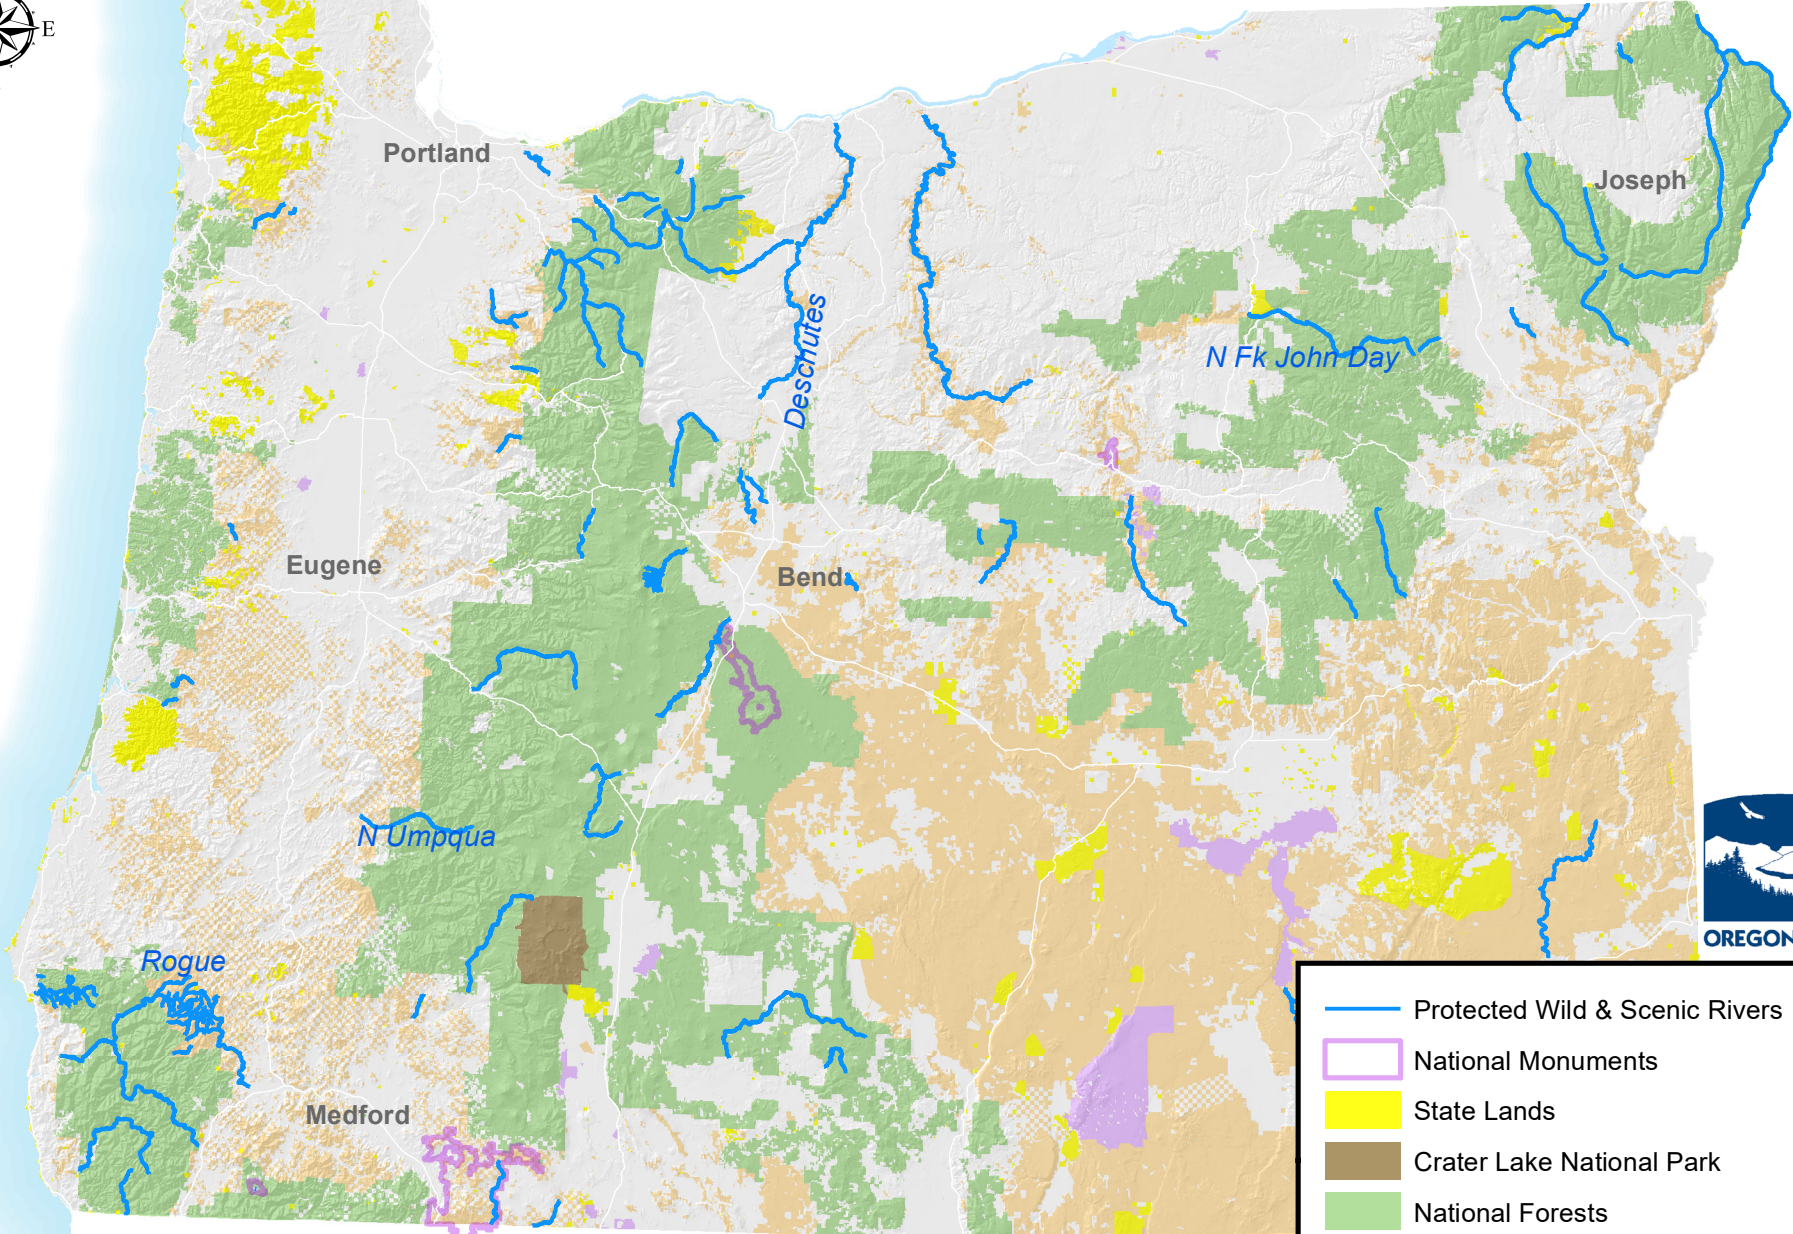 E
Portland
Joseph
Deschutes
N Fk John Day
Eugene
Bend
N Umpqua
Rogue
OREGON
Medford
Protected Wild & Scenic Rivers
National Monuments
State Lands
Crater Lake National Park
National Forests